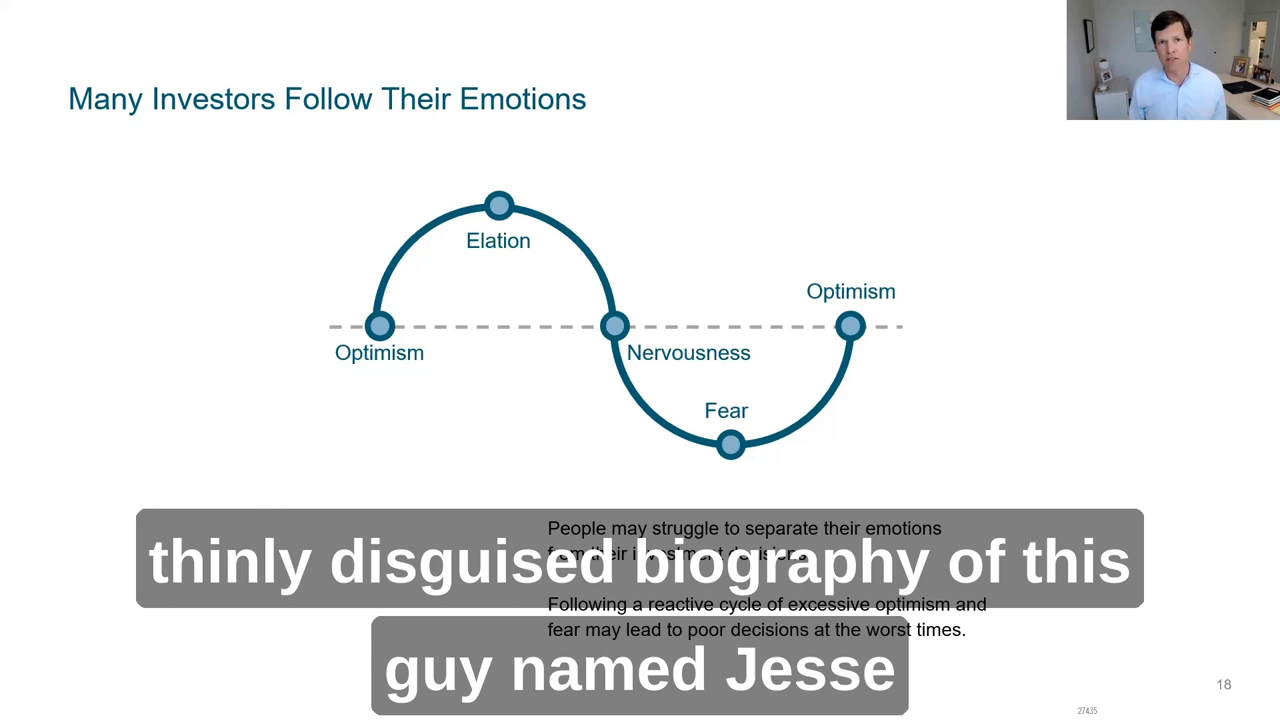 Many Investors Follow Their Emotions
Elation
Optimism
Optimism
Nervousness
Fear
People may struggle to separate their emotions
from their investment decisions.
Following a reactive cycle of excessive optimism and
fear may lead to poor decisions at the worst times.
thinly disguised biography of this
guy named Jesse
18
27435